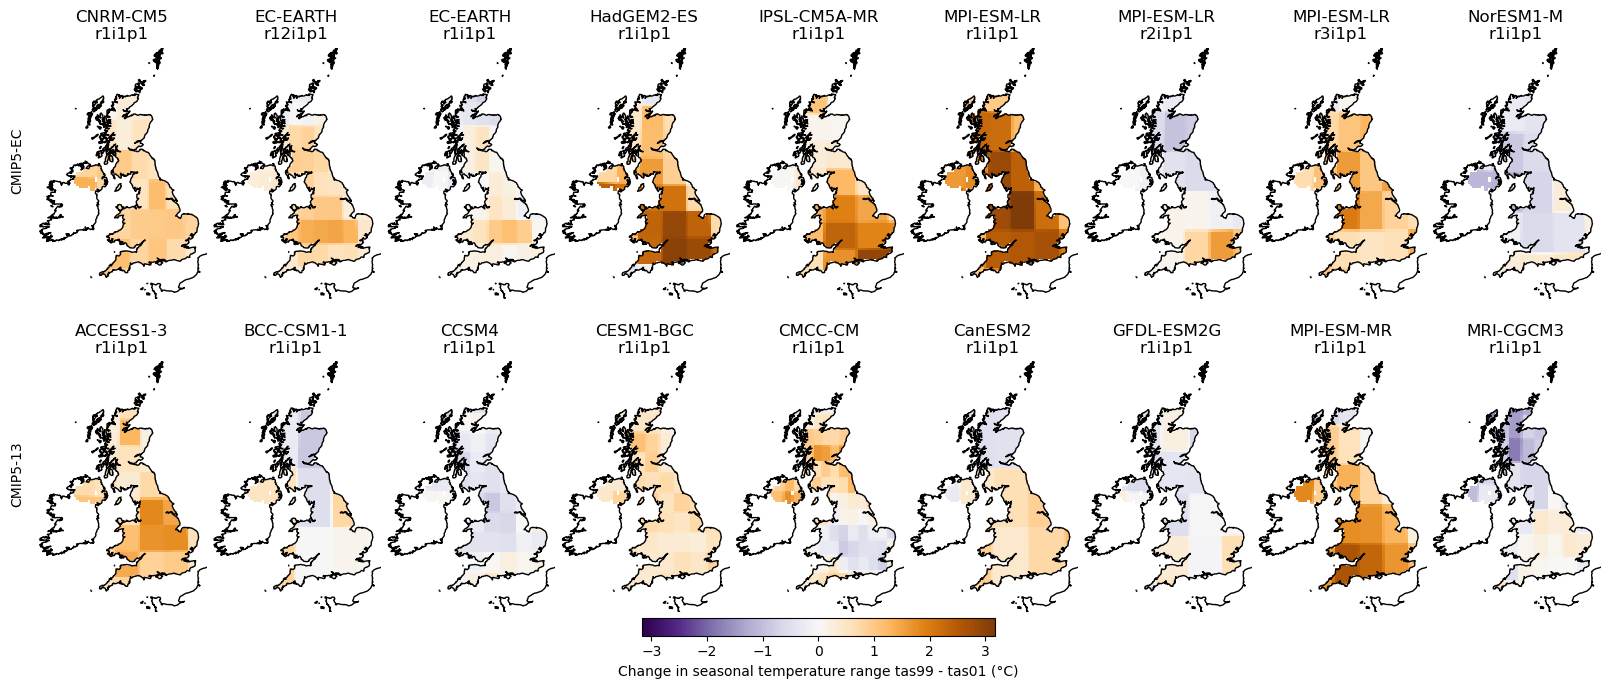 CNRM-CM5 EC-EARTH EC-EARTH HadGEM2-ES IPSL-CM5A-MR MPI-ESM-LR MPI-ESM-LR MPI-ESM-LR NorESM1-M
r1i1p1 r12i1p1 r1i1p1 r1i1p1 r1i1p1 r1i1p1 r2i1p1 r3i1p1 r1i1p1
CMIP5-EC
ACCESS1-3 BCC-CSM1-1 CCSM4 CESM1-BGC CMCC-CM CanESM2 GFDL-ESM2G MPI-ESM-MR MRI-CGCM3
r1i1p1 r1i1p1 r1i1p1 r1i1p1 r1i1p1 r1i1p1 r1i1p1 r1i1p1 r1i1p1
CMIP5-13
−3 −2 −1 0 1 2 3
Change in seasonal temperature range tas99 - tas01 (°C)